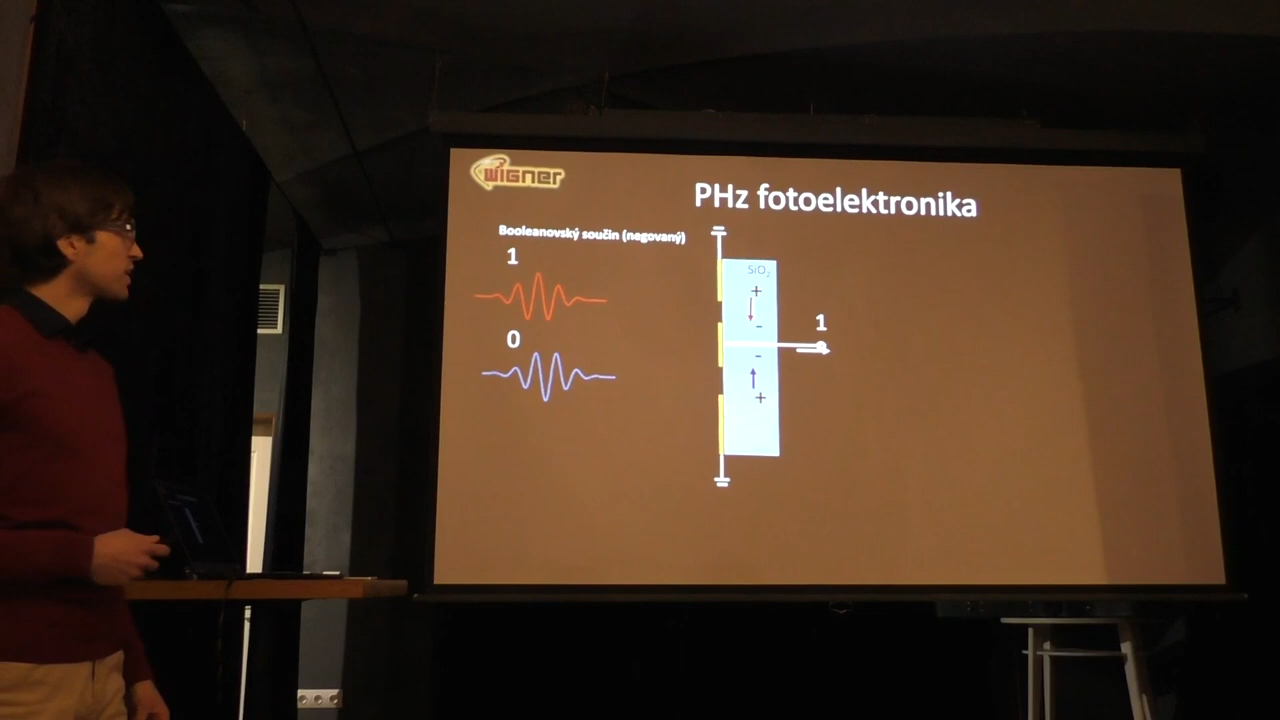 wigner
PHz fotoelektronika
Booleanovský součin (negovaný)
1
0
SiO₂
+
-
-
+
1